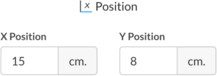 x Position
X Position Y Position
15 cm. 8 cm.